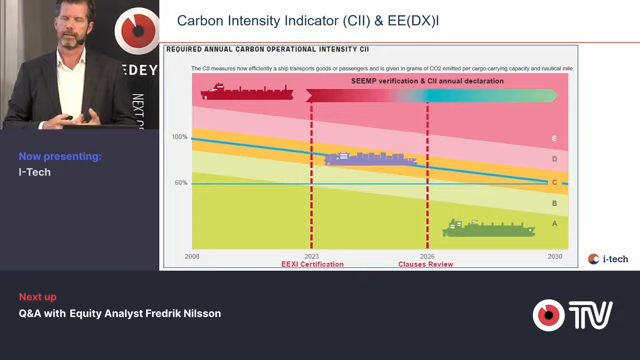 Carbon Intensity Indicator (CII) & EE(DX)I
REQUIRED ANNUAL CARBON OPERATIONAL INTENSITY CII
The CII measures how efficiently a ship transports goods or passengers and is given in grams of CO2 emitted per cargo-carrying capacity and nautical mile.
SEEMP verification & CII annual declaration
EDEY
NEXT
100%
60%
E
D
C
B
A
2008
2023
2026
2030
EEXI Certification
Clauses Review
Now presenting:
I-Tech
i-tech
Next up
Q&A with Equity Analyst Fredrik Nilsson
TV